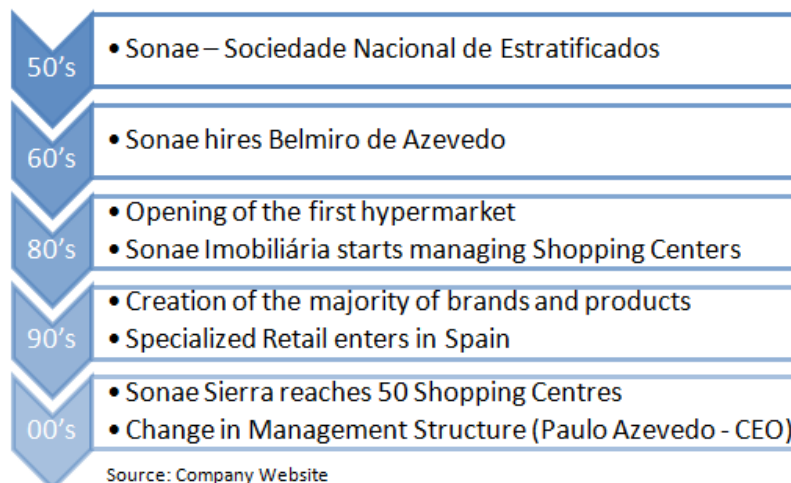 50's
• Sonae – Sociedade Nacional de Estratificados
60's
• Sonae hires Belmiro de Azevedo
80's
• Opening of the first hypermarket
• Sonae Imobiliária starts managing Shopping Centers
90's
• Creation of the majority of brands and products
• Specialized Retail enters in Spain
00's
• Sonae Sierra reaches 50 Shopping Centres
• Change in Management Structure (Paulo Azevedo - CEO)
Source: Company Website